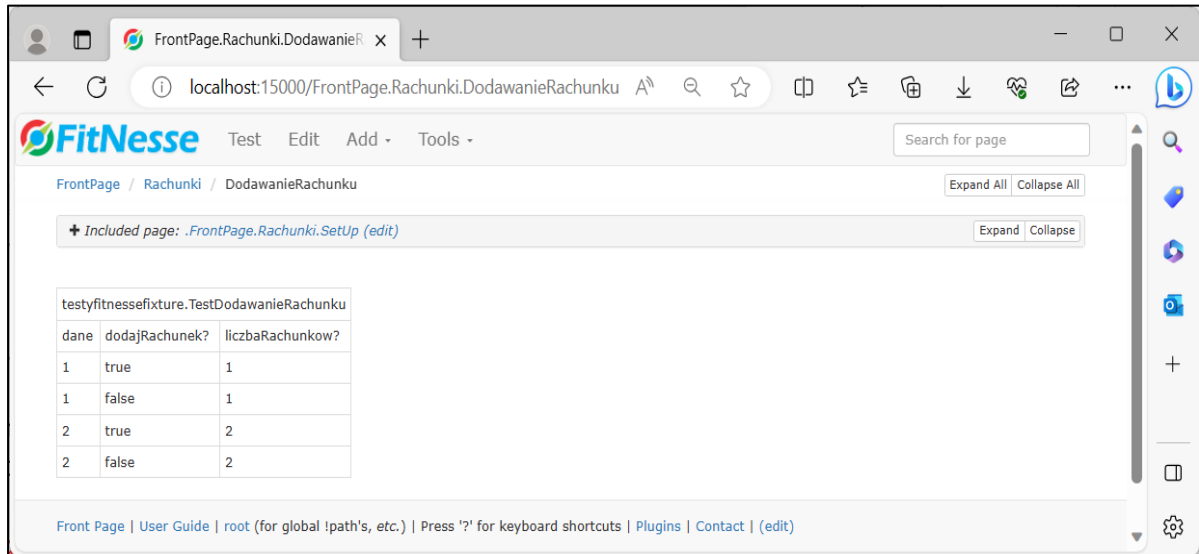 FrontPage.Rachunki.DodawanieR
localhost:15000/FrontPage.Rachunki.DodawanieRachunku
FitNesse Test Edit Add Tools Search for page
FrontPage / Rachunki / DodawanieRachunku Expand All Collapse All
Included page: .FrontPage.Rachunki.SetUp (edit) Expand Collapse
testyfitnessefixture.TestDodawanieRachunku
dane dodajRachunek? liczbaRachunkow?
1 true 1
1 false 1
2 true 2
2 false 2
Front Page | User Guide | root (for global !path's, etc.) | Press '?' for keyboard shortcuts | Plugins | Contact | (edit)